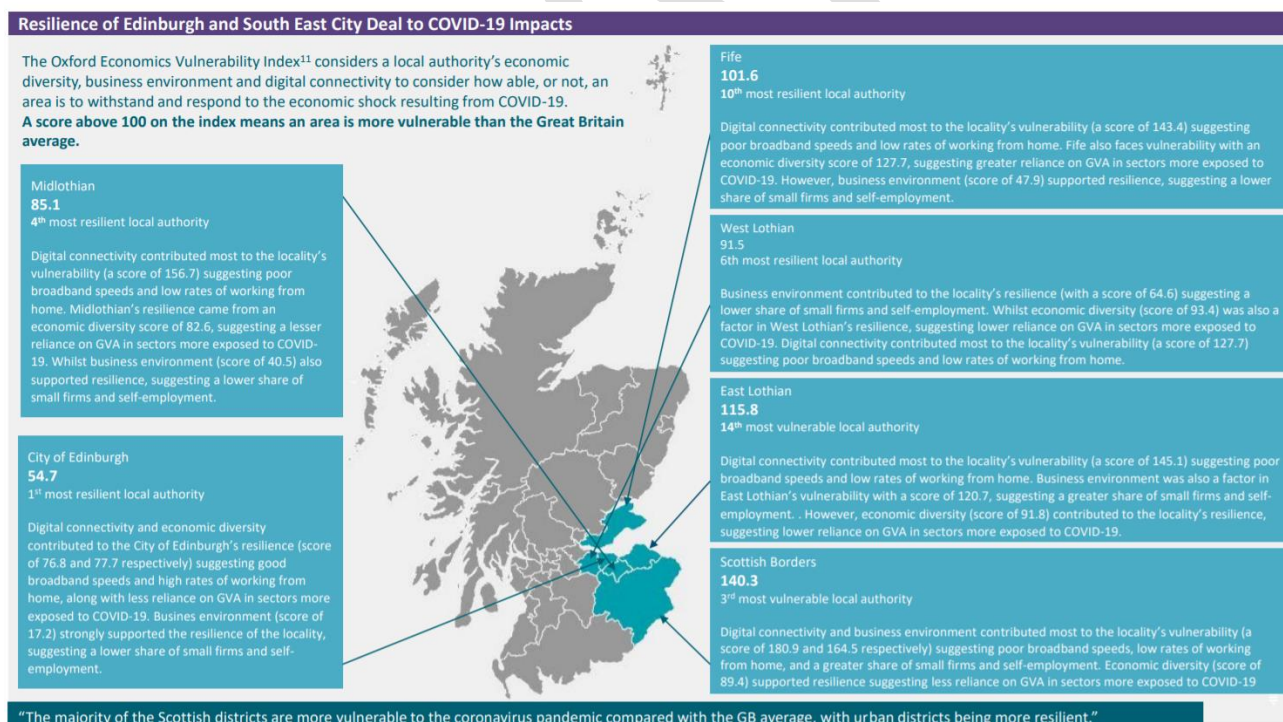 Resilience of Edinburgh and South East City Deal to COVID-19 Impacts
The Oxford Economics Vulnerability Index11 considers a local authority's economic
diversity, business environment and digital connectivity to consider how able, or not, an
area is to withstand and respond to the economic shock resulting from COVID-19.
A score above 100 on the index means an area is more vulnerable than the Great Britain
average.
Midlothian
85.1
4th most resilient local authority
Digital connectivity contributed most to the locality's
vulnerability (a score of 156.7) suggesting poor
broadband speeds and low rates of working from
home. Midlothian's resilience came from an
economic diversity score of 82.6, suggesting a lesser
reliance on GVA in sectors more exposed to COVID-
19. Whilst business environment (score of 40.5) also
supported resilience, suggesting a lower share of
small firms and self-employment.
City of Edinburgh
54.7
1st most resilient local authority
Digital connectivity and economic diversity
contributed to the City of Edinburgh's resilience (score
of 76.8 and 77.7 respectively) suggesting good
broadband speeds and high rates of working from
home, along with less reliance on GVA in sectors more
exposed to COVID-19. Busines environment (score of
17.2) strongly supported the resilience of the locality,
suggesting a lower share of small firms and self-
employment.
Fife
101.6
10th most resilient local authority
Digital connectivity contributed most to the locality's vulnerability (a score of 143.4) suggesting
poor broadband speeds and low rates of working from home. Fife also faces vulnerability with an
economic diversity score of 127.7, suggesting greater reliance on GVA in sectors more exposed to
COVID-19. However, business environment (score of 47.9) supported resilience, suggesting a lower
share of small firms and self-employment.
West Lothian
91.5
6th most resilient local authority
Business environment contributed to the locality's resilience (with a score of 64.6) suggesting a
lower share of small firms and self-employment. Whilst economic diversity (score of 93.4) was also a
factor in West Lothian's resilience, suggesting lower reliance on GVA in sectors more exposed to
COVID-19. Digital connectivity contributed most to the locality's vulnerability (a score of 127.7)
suggesting poor broadband speeds and low rates of working from home.
East Lothian
115.8
14th most vulnerable local authority
Digital connectivity contributed most to the locality's vulnerability (a score of 145.1) suggesting poor
broadband speeds and low rates of working from home. Business environment was also a factor in
East Lothian's vulnerability with a score of 120.7, suggesting a greater share of small firms and self-
employment. . However, economic diversity (score of 91.8) contributed to the locality's resilience,
suggesting lower reliance on GVA in sectors more exposed to COVID-19.
Scottish Borders
140.3
3rd most vulnerable local authority
Digital connectivity and business environment contributed most to the locality's vulnerability (a
score of 180.9 and 164.5 respectively) suggesting poor broadband speeds, low rates of working
from home, and a greater share of small firms and self-employment. Economic diversity (score of
89.4) supported resilience suggesting less reliance on GVA in sectors more exposed to COVID-19
"The majority of the Scottish districts are more vulnerable to the coronavirus pandemic compared with the GB average, with urban districts being more resilient."